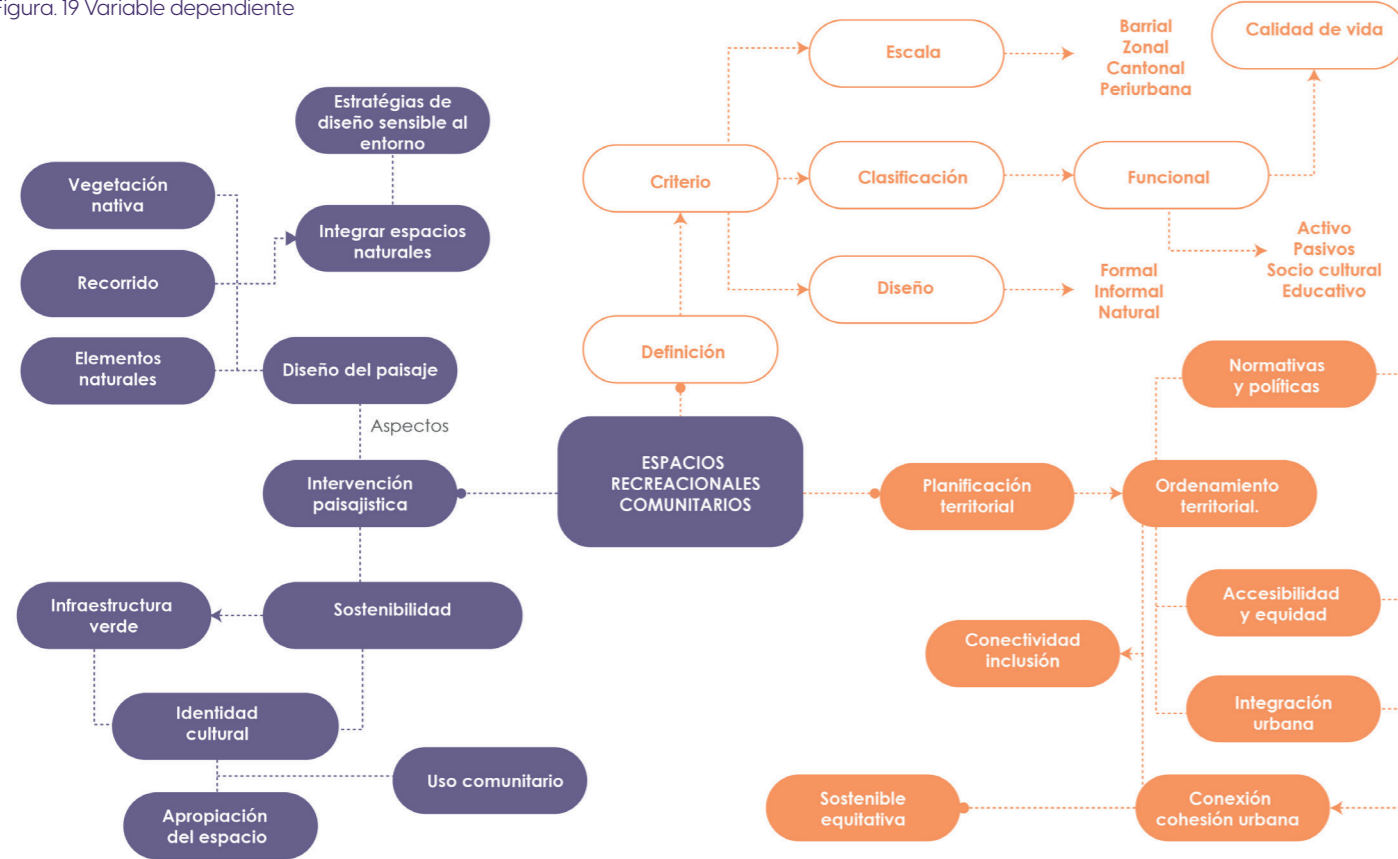 Figura. 19 Variable dependiente
Estratégias de
diseño sensible al
entorno
Vegetación
nativa
Integrar espacios
naturales
Recorrido
Elementos
naturales
Diseño del paisaje
Aspectos
Intervención
paisajistica
Infraestructura
verde
Sostenibilidad
Identidad
cultural
Uso comunitario
Apropiación
del espacio
ESPACIOS
RECREACIONALES
COMUNITARIOS
Definición
Criterio
Escala
Barrial
Zonal
Cantonal
Periurbana
Clasificación
Funcional
Calidad de vida
Activo
Pasivos
Socio cultural
Educativo
Diseño
Formal
Informal
Natural
Planificación
territorial
Ordenamiento
territorial.
Normativas
y políticas
Accesibilidad
y equidad
Conectividad
inclusión
Integración
urbana
Conexión
cohesión urbana
Sostenible
equitativa